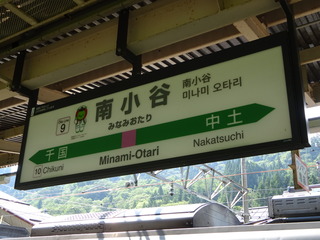 9
南小谷
みなみおたり
南小谷
미나미 오타리
千国
中土
10 Chikuni
Minami-Otari
Nakatsuchi